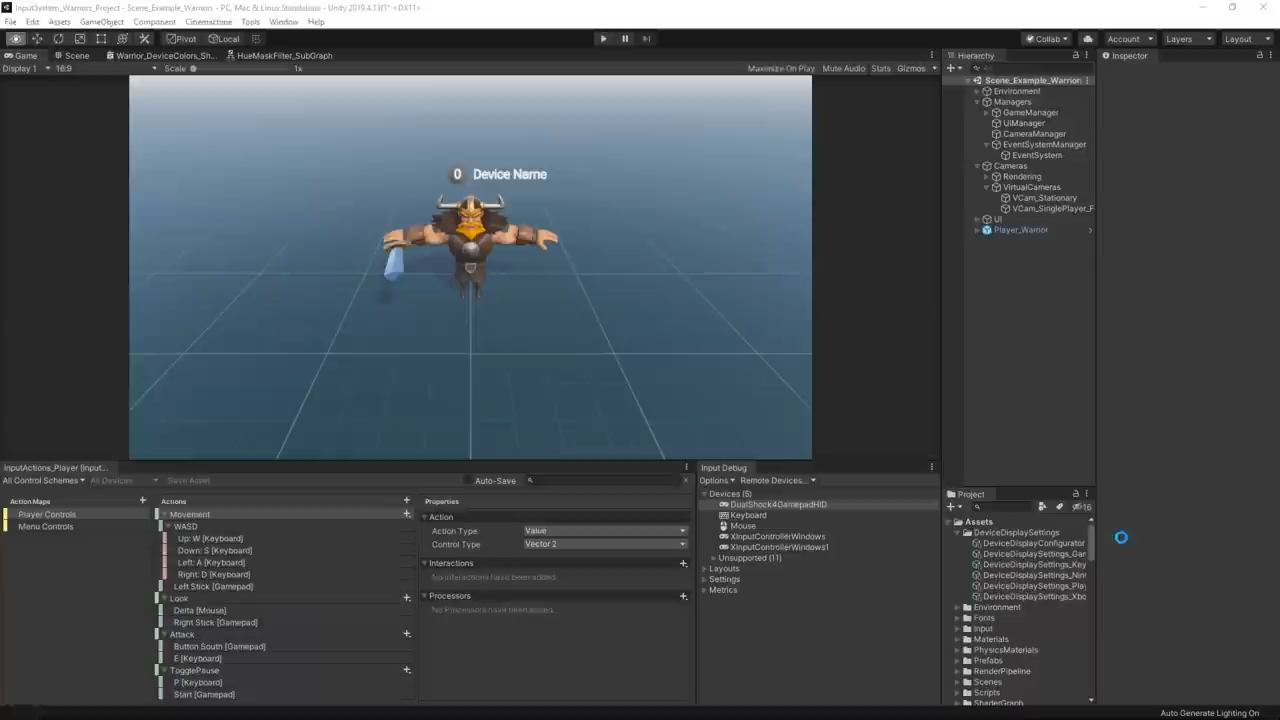 InputSystem_Warriors_Project - Scene_Example_Warriors - PC, Mac & Linux Standalone - Unity 2019.4.13f1* <DX11>
File Edit Assets GameObject Component Cinemachine Tools Window Help
Pivot Local Collab Account Layers Layout
Game Scene Warrior_DeviceColors_Sh... HueMaskFilter_SubGraph
Display 1 16:9 Scale 1x Maximize On Play Mute Audio Stats Gizmos
0 Device Name
Hierarchy
All
Scene_Example_Warrior
Environment
Managers
GameManager
UIManager
CameraManager
EventSystemManager
EventSystem
Cameras
Rendering
VirtualCameras
VCam_Stationary
VCam_SinglePlayer_F
UI
Player_Warrior
Inspector
InputActions_Player (Input...
All Control Schemes All Devices Save Asset Auto-Save
Action Maps
Player Controls
Menu Controls
Actions
Movement
WASD
Up: W [Keyboard]
Down: S [Keyboard]
Left: A [Keyboard]
Right: D [Keyboard]
Left Stick [Gamepad]
Look
Delta [Mouse]
Right Stick [Gamepad]
Attack
Button South [Gamepad]
E [Keyboard]
TogglePause
P [Keyboard]
Start [Gamepad]
Properties
Action
Action Type Value
Control Type Vector 2
Interactions
No Interactions have been added.
Processors
No Processors have been added.
Input Debug
Options Remote Devices...
Devices (5)
DualShock4GamepadHID
Keyboard
Mouse
XInputControllerWindows
XInputControllerWindows1
Unsupported (11)
Layouts
Settings
Metrics
Project
16
Assets
DeviceDisplaySettings
DeviceDisplayConfigurator
DeviceDisplaySettings_Gar
DeviceDisplaySettings_Key
DeviceDisplaySettings_Nin
DeviceDisplaySettings_Play
DeviceDisplaySettings_Xbo
Environment
Fonts
Input
Materials
PhysicsMaterials
Prefabs
RenderPipeline
Scenes
Scripts
ShaderGraph
Auto Generate Lighting On